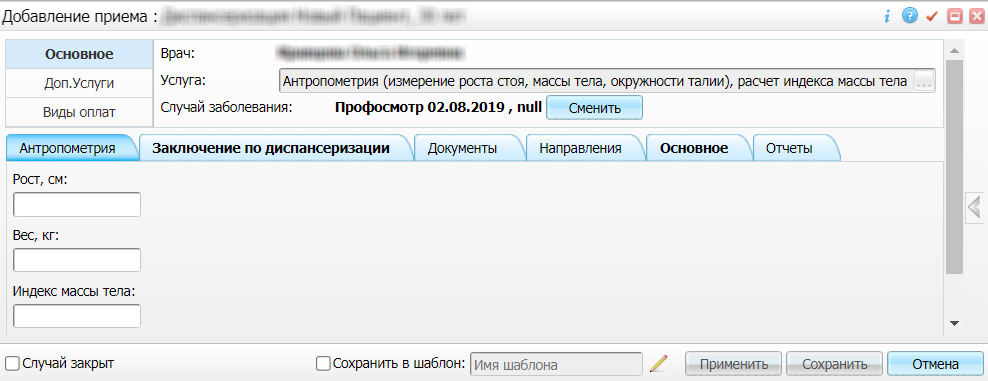 Добавление приема :
Основное
Доп.Услуги
Виды оплат
Врач:
Услуга: Антропометрия (измерение роста стоя, массы тела, окружности талии), расчет индекса массы тела ...
Случай заболевания: Профосмотр 02.08.2019 , null Сменить
Антропометрия Заключение по диспансеризации Документы Направления Основное Отчеты
Рост, см:
Вес, кг:
Индекс массы тела:
Случай закрыт Сохранить в шаблон: Имя шаблона Применить Сохранить Отмена